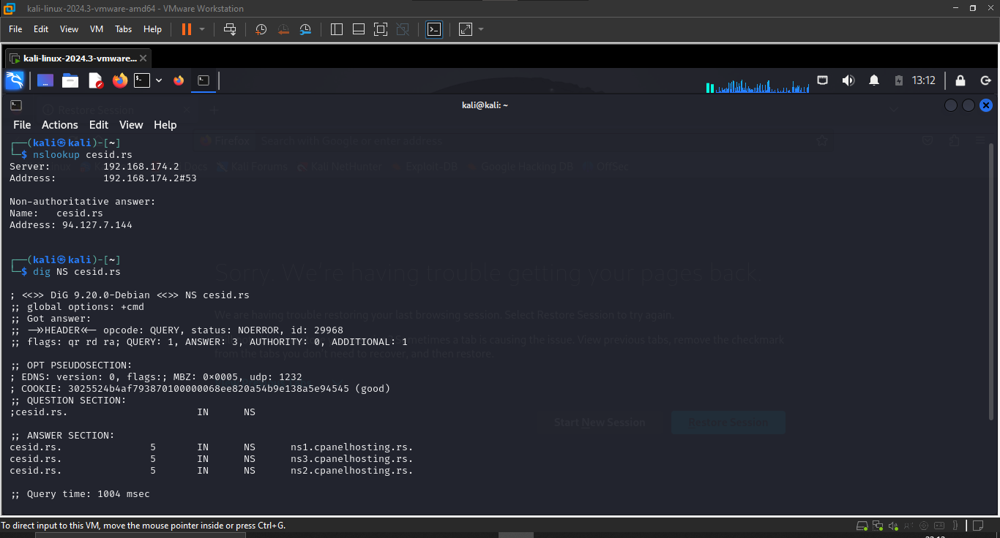 kali-linux-2024.3-vmware-amd64 - VMware Workstation
File Edit View VM Tabs Help
kali-linux-2024.3-vmware...
13:12
kali@kali: ~
Restore Session
File Actions Edit View Help
Firefox Search with Google or enter address
┌──(kali㉿kali)-[~]
└─$ nslookup cesid.rs
Docs Kali Forums Kali NetHunter Exploit-DB Google Hacking DB OffSec
Server: 192.168.174.2
Address: 192.168.174.2#53
Non-authoritative answer:
Name: cesid.rs
Address: 94.127.7.144
┌──(kali㉿kali)-[~]
└─$ dig NS cesid.rs
Sorry. We're having trouble getting your pages back.
; <<>> DiG 9.20.0-Debian <<>> NS cesid.rs
;; global options: +cmd
;; Got answer:
We are having trouble restoring your last browsing session. Select Restore Session to try again.
;; ->>HEADER<<- opcode: QUERY, status: NOERROR, id: 29968
;; flags: qr rd ra; QUERY: 1, ANSWER: 3, AUTHORITY: 0, ADDITIONAL: 1
Sometimes a tab is causing the issue. View previous tabs, remove the checkmark
from the tabs you don't need to recover, and then restore.
;; OPT PSEUDOSECTION:
; EDNS: version: 0, flags:; MBZ: 0x0005, udp: 1232
; COOKIE: 3025524b4af793870100000068ee820a54b9e138a5e94545 (good)
;; QUESTION SECTION:
;cesid.rs. IN NS
Start New Session Restore Session
;; ANSWER SECTION:
cesid.rs. 5 IN NS ns1.cpanelhosting.rs.
cesid.rs. 5 IN NS ns3.cpanelhosting.rs.
cesid.rs. 5 IN NS ns2.cpanelhosting.rs.
;; Query time: 1004 msec
To direct input to this VM, move the mouse pointer inside or press Ctrl+G.